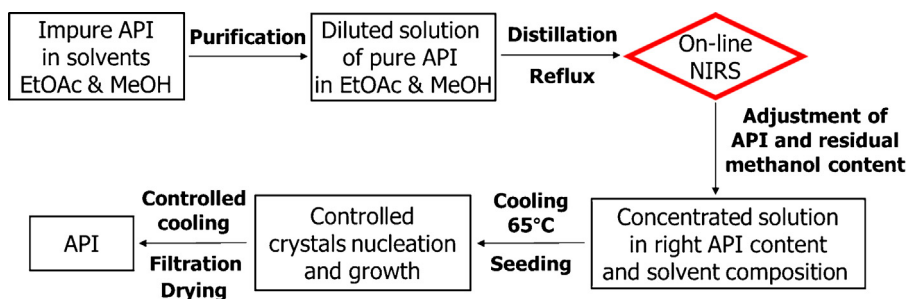 Impure API
in solvents
EtOAc & MeOH
Purification
Diluted solution
of pure API
in EtOAc & MeOH
Distillation
Reflux
On-line
NIRS
Adjustment of
API and residual
methanol content
Concentrated solution
in right API content
and solvent composition
Cooling
65°C
Seeding
Controlled
crystals nucleation
and growth
Controlled
cooling
Filtration
Drying
API